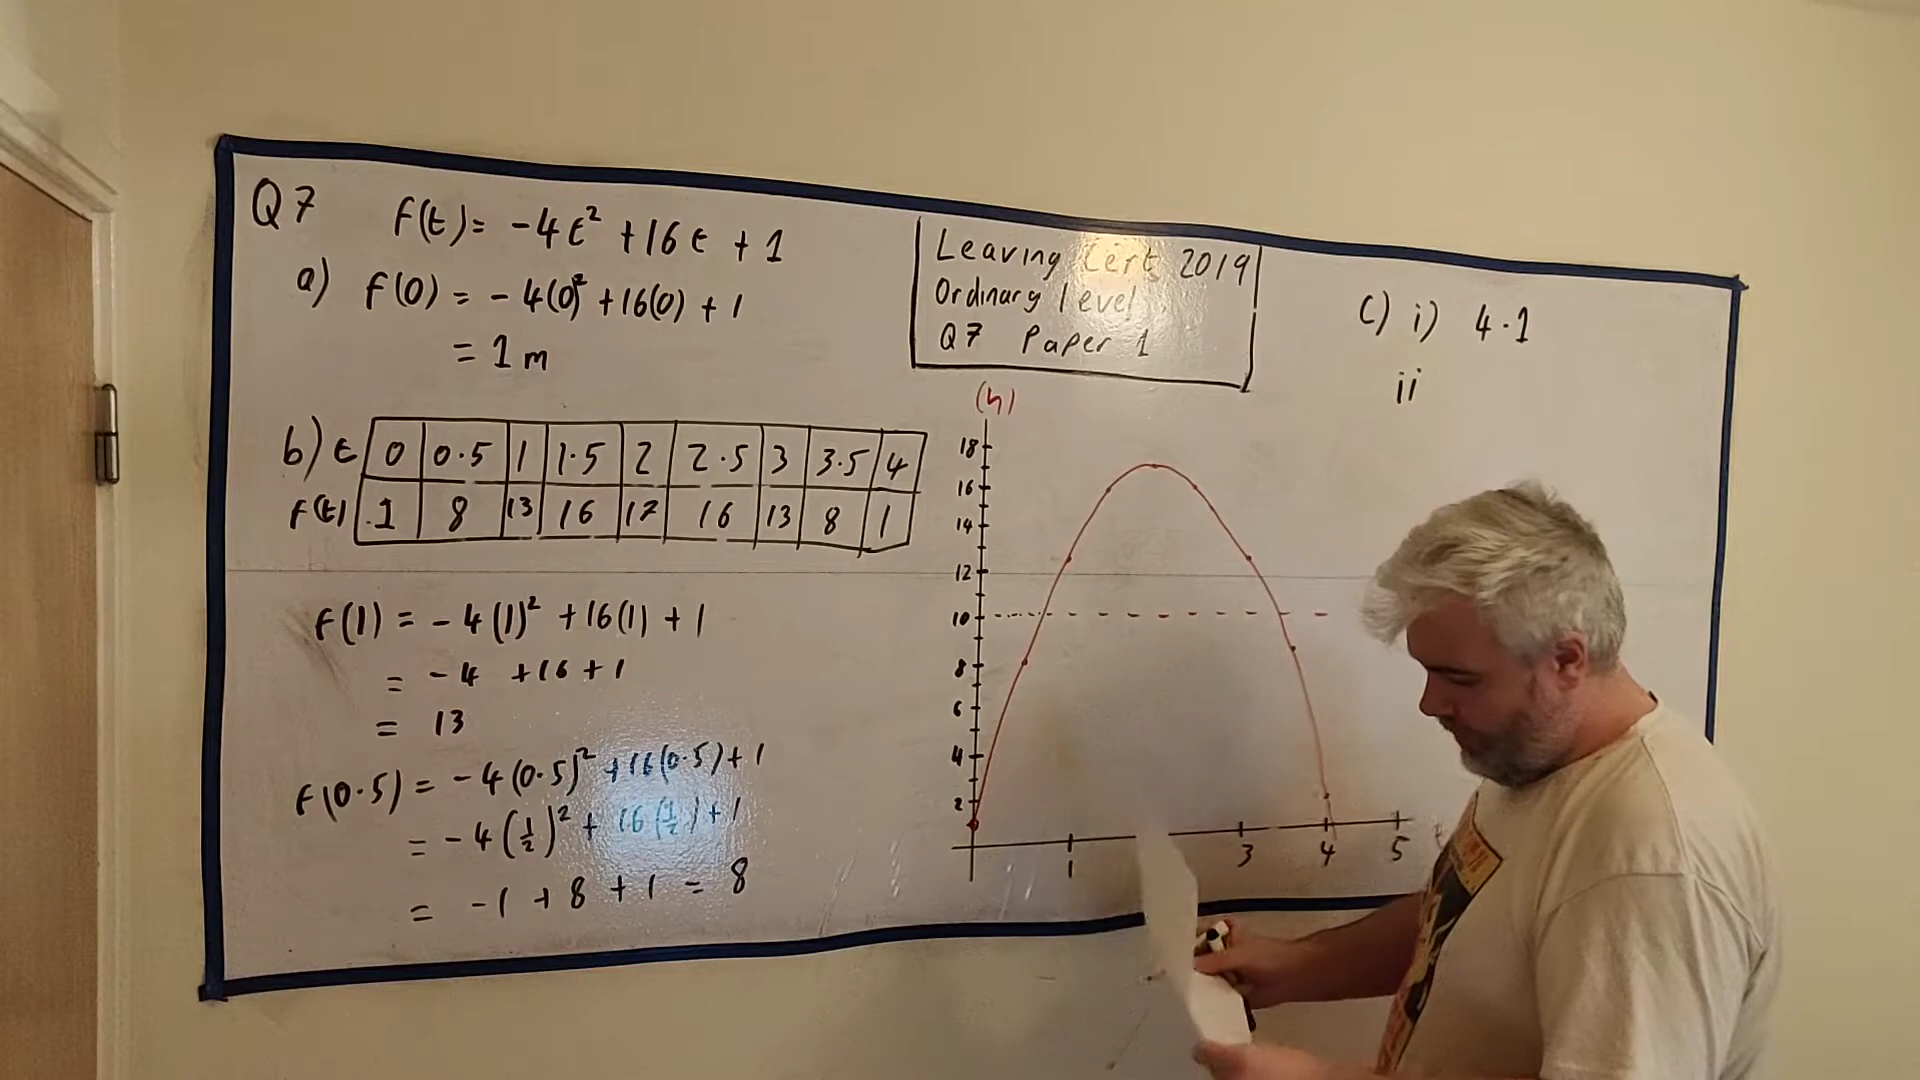 Q7 f(t) = -4t² + 16t + 1
a) f(0) = -4(0)² + 16(0) + 1
= 1m
Leaving Cert 2019
Ordinary level
Q7 Paper 1
b) t 0 0.5 1 1.5 2 2.5 3 3.5 4
f(t) 1 8 13 16 17 16 13 8 1
f(1) = -4(1)² + 16(1) + 1
= -4 + 16 + 1
= 13
f(0.5) = -4(0.5)² + 16(0.5) + 1
= -4(1/2)² + 16(1/2) + 1
= -1 + 8 + 1 = 8
(h)
18
16
14
12
10
8
6
4
2
1 3 4 5
c) i) 4.1
ii